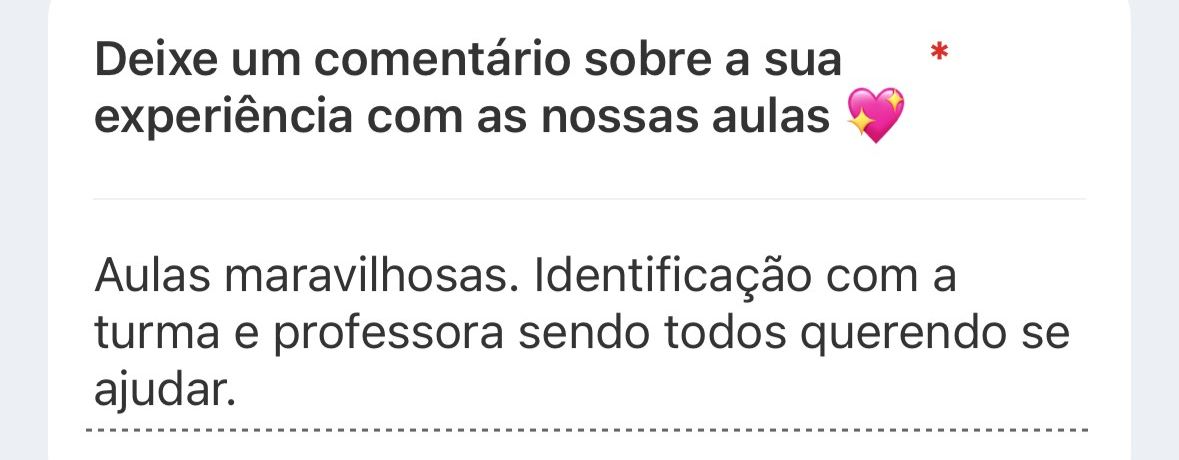 Deixe um comentário sobre a sua *
experiência com as nossas aulas 💖
Aulas maravilhosas. Identificação com a
turma e professora sendo todos querendo se
ajudar.